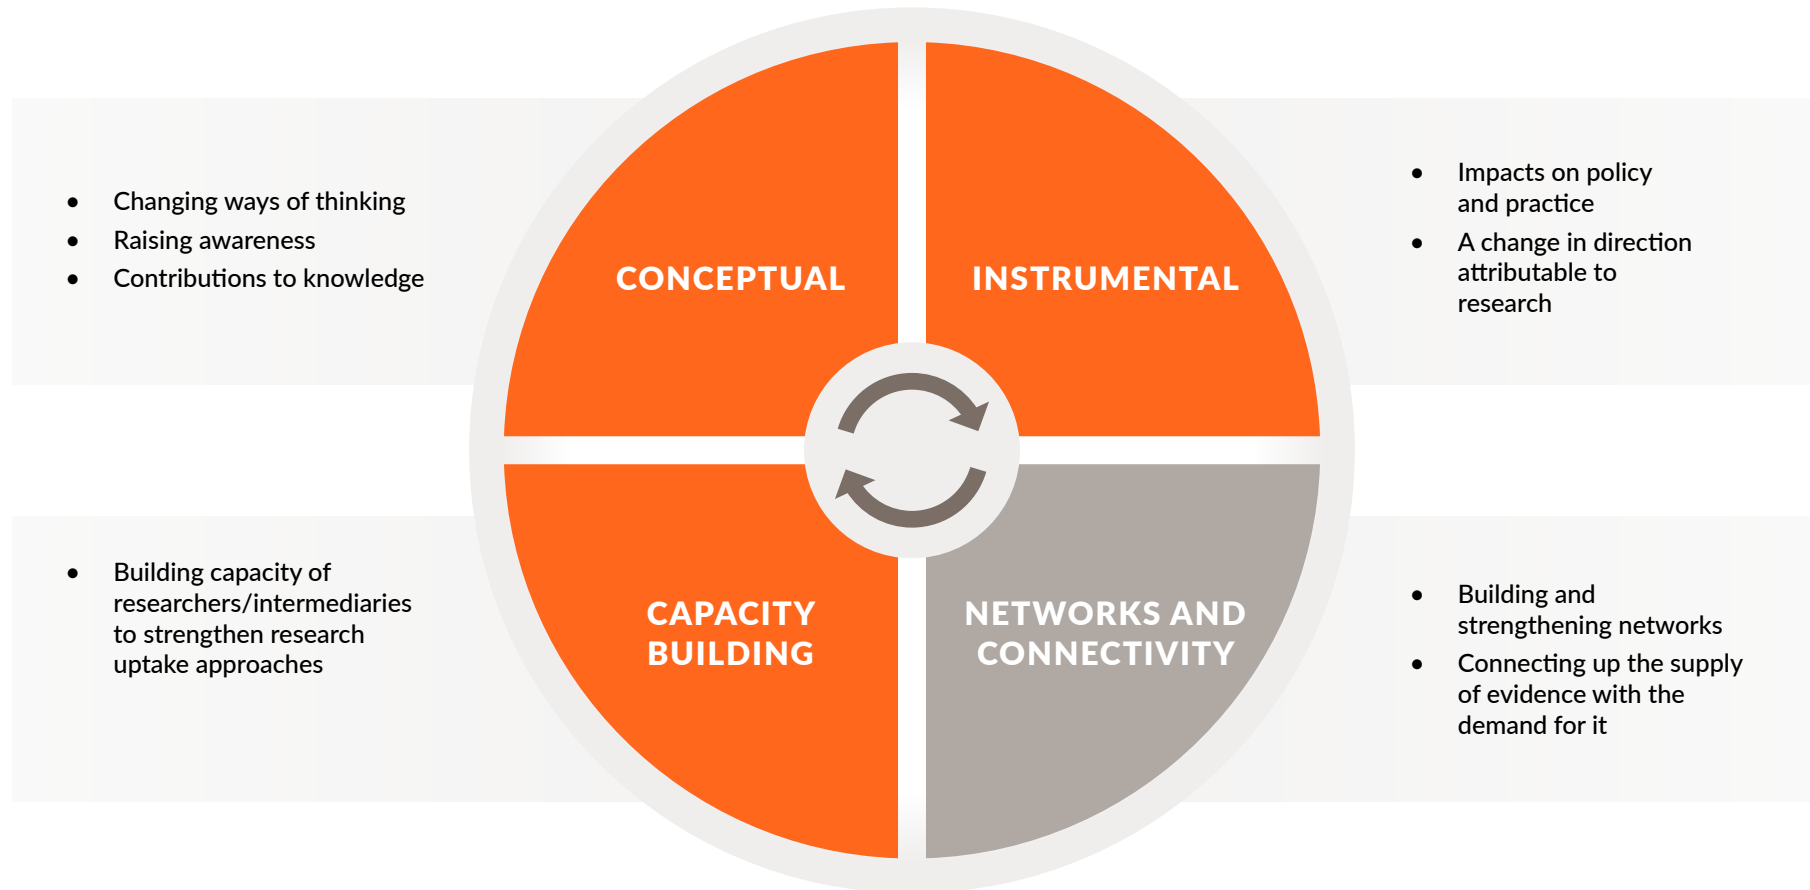 • Changing ways of thinking
• Raising awareness
• Contributions to knowledge
CONCEPTUAL
INSTRUMENTAL
• Impacts on policy
and practice
• A change in direction
attributable to
research
• Building capacity of
researchers/intermediaries
to strengthen research
uptake approaches
CAPACITY
BUILDING
NETWORKS AND
CONNECTIVITY
• Building and
strengthening networks
• Connecting up the supply
of evidence with the
demand for it